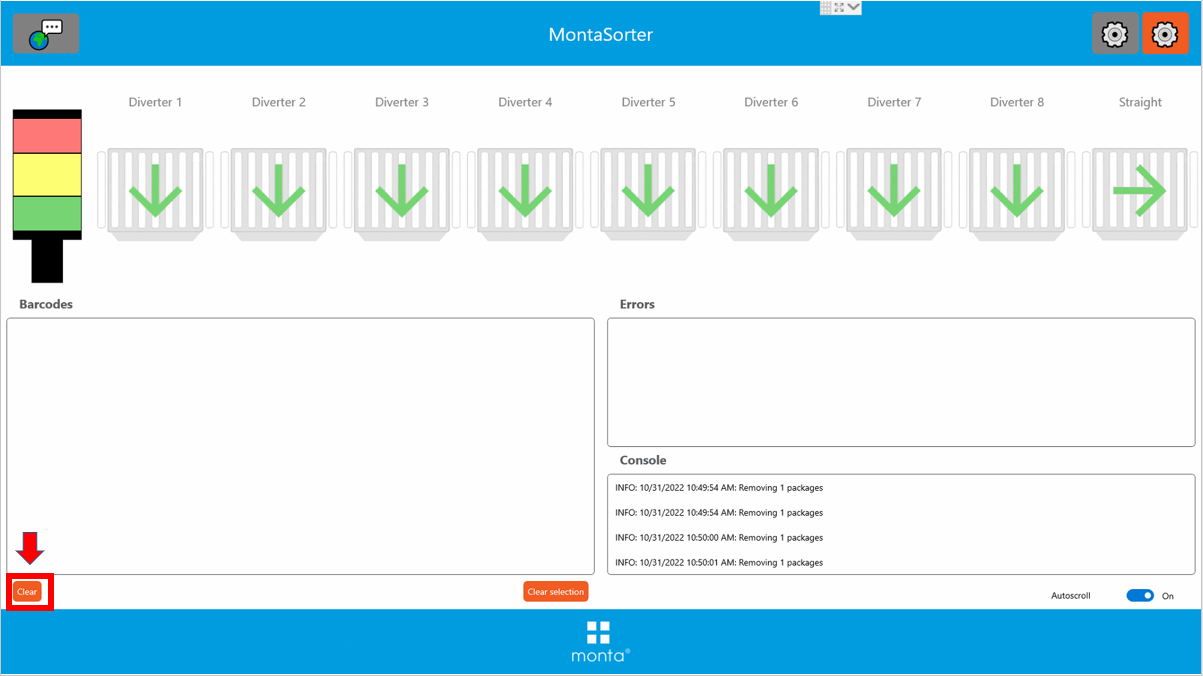 MontaSorter
Diverter 1
Diverter 2
Diverter 3
Diverter 4
Diverter 5
Diverter 6
Diverter 7
Diverter 8
Straight
Barcodes
Errors
Console
INFO: 10/31/2022 10:49:54 AM: Removing 1 packages
INFO: 10/31/2022 10:49:54 AM: Removing 1 packages
INFO: 10/31/2022 10:50:00 AM: Removing 1 packages
INFO: 10/31/2022 10:50:01 AM: Removing 1 packages
Clear
Clear selection
Autoscroll
On
monta®